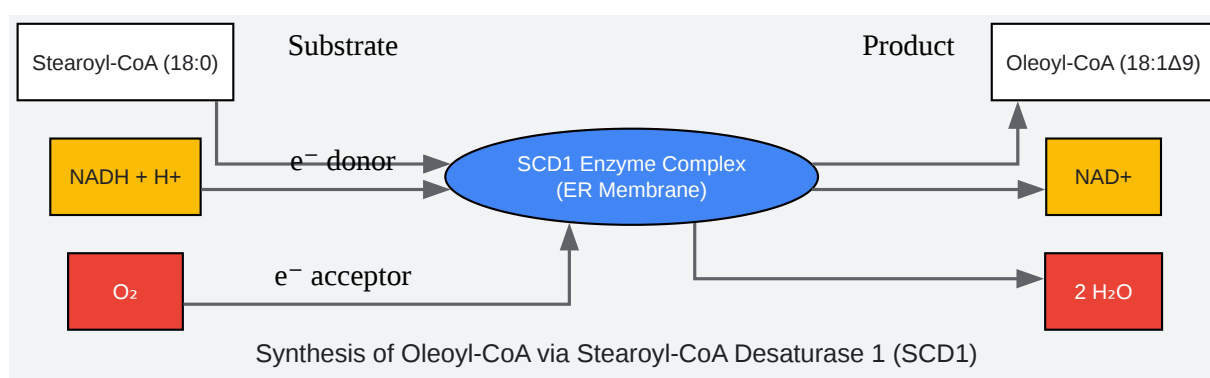 Substrate
Product
Stearoyl-CoA (18:0)
Oleoyl-CoA (18:1Δ9)
e⁻ donor
NADH + H+
SCD1 Enzyme Complex
(ER Membrane)
NAD+
e⁻ acceptor
O₂
2 H₂O
Synthesis of Oleoyl-CoA via Stearoyl-CoA Desaturase 1 (SCD1)